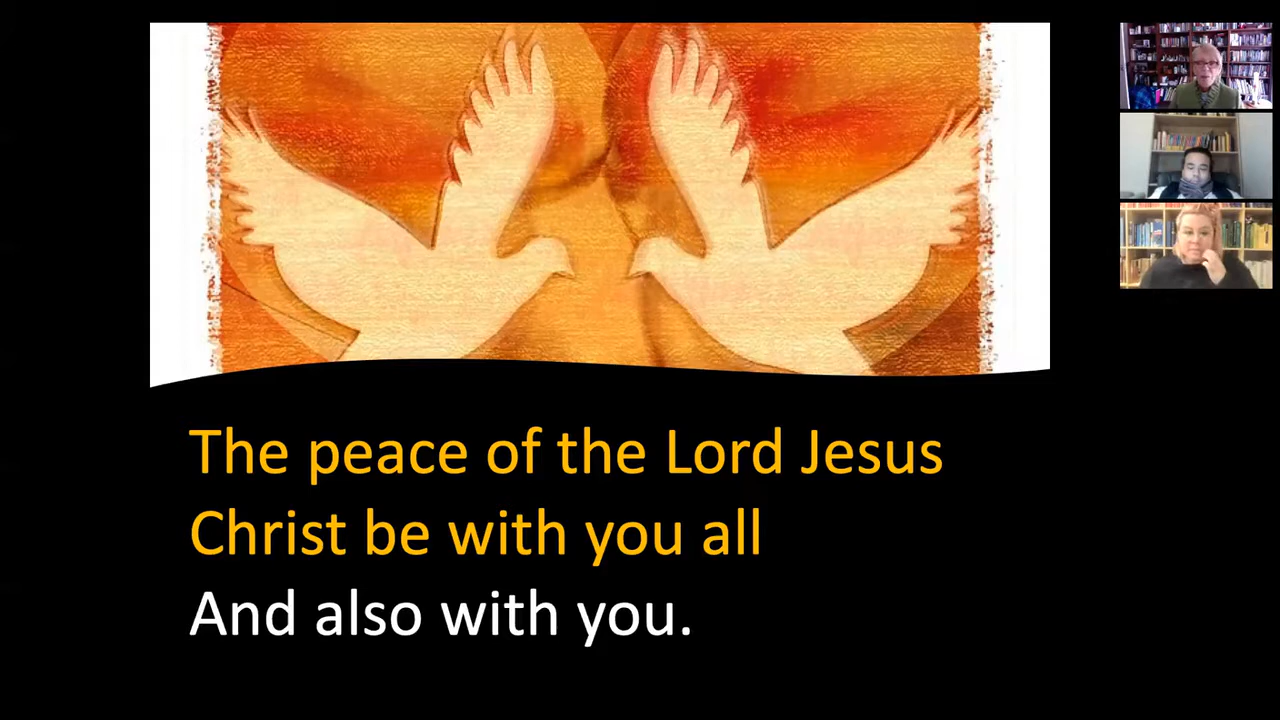 The peace of the Lord Jesus
Christ be with you all
And also with you.